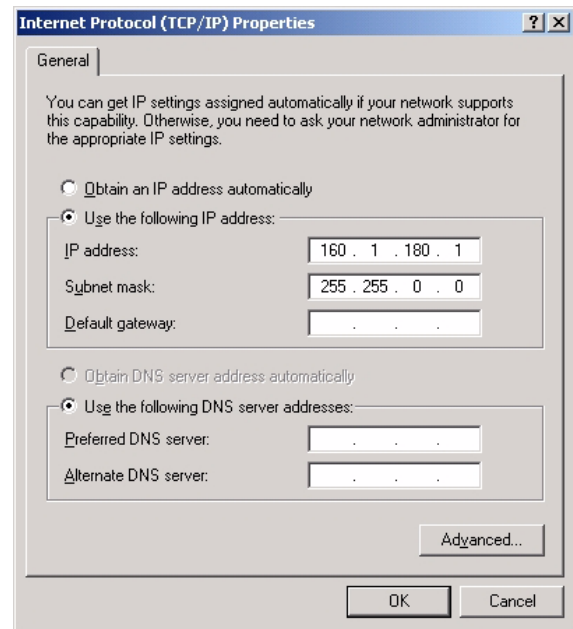 Internet Protocol (TCP/IP) Properties
General
You can get IP settings assigned automatically if your network supports
this capability. Otherwise, you need to ask your network administrator for
the appropriate IP settings.
Obtain an IP address automatically
Use the following IP address:
IP address: 160 . 1 . 180 . 1
Subnet mask: 255 . 255 . 0 . 0
Default gateway: . . .
Obtain DNS server address automatically
Use the following DNS server addresses:
Preferred DNS server: . . .
Alternate DNS server: . . .
Advanced...
OK Cancel